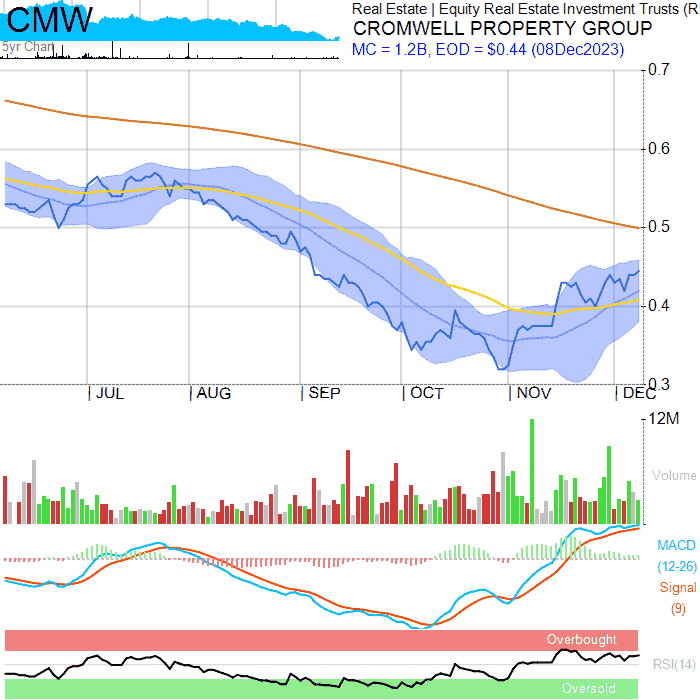 CMW
5yr Chart
Real Estate | Equity Real Estate Investment Trusts (R
CROMWELL PROPERTY GROUP
MC = 1.2B, EOD = $0.44 (08Dec2023)
0.7
0.6
0.5
0.4
0.3
JUL
AUG
SEP
OCT
NOV
DEC
12M
Volume
MACD
(12-26)
Signal
(9)
Overbought
RSI(14)
Oversold